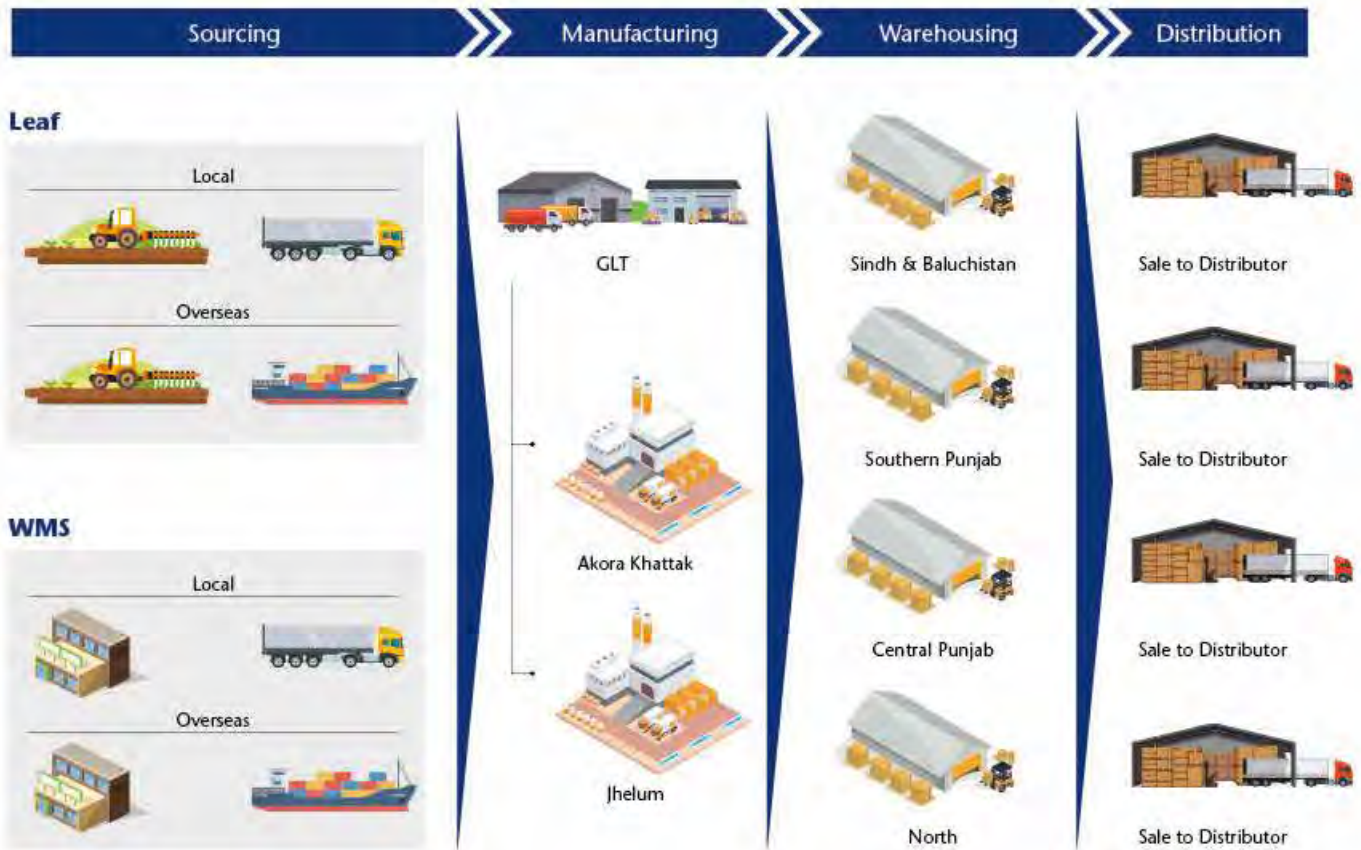 Sourcing
Manufacturing
Warehousing
Distribution
Leaf
Local
Overseas
WMS
Local
Overseas
GLT
Akora Khattak
Jhelum
Sindh & Baluchistan
Southern Punjab
Central Punjab
North
Sale to Distributor
Sale to Distributor
Sale to Distributor
Sale to Distributor